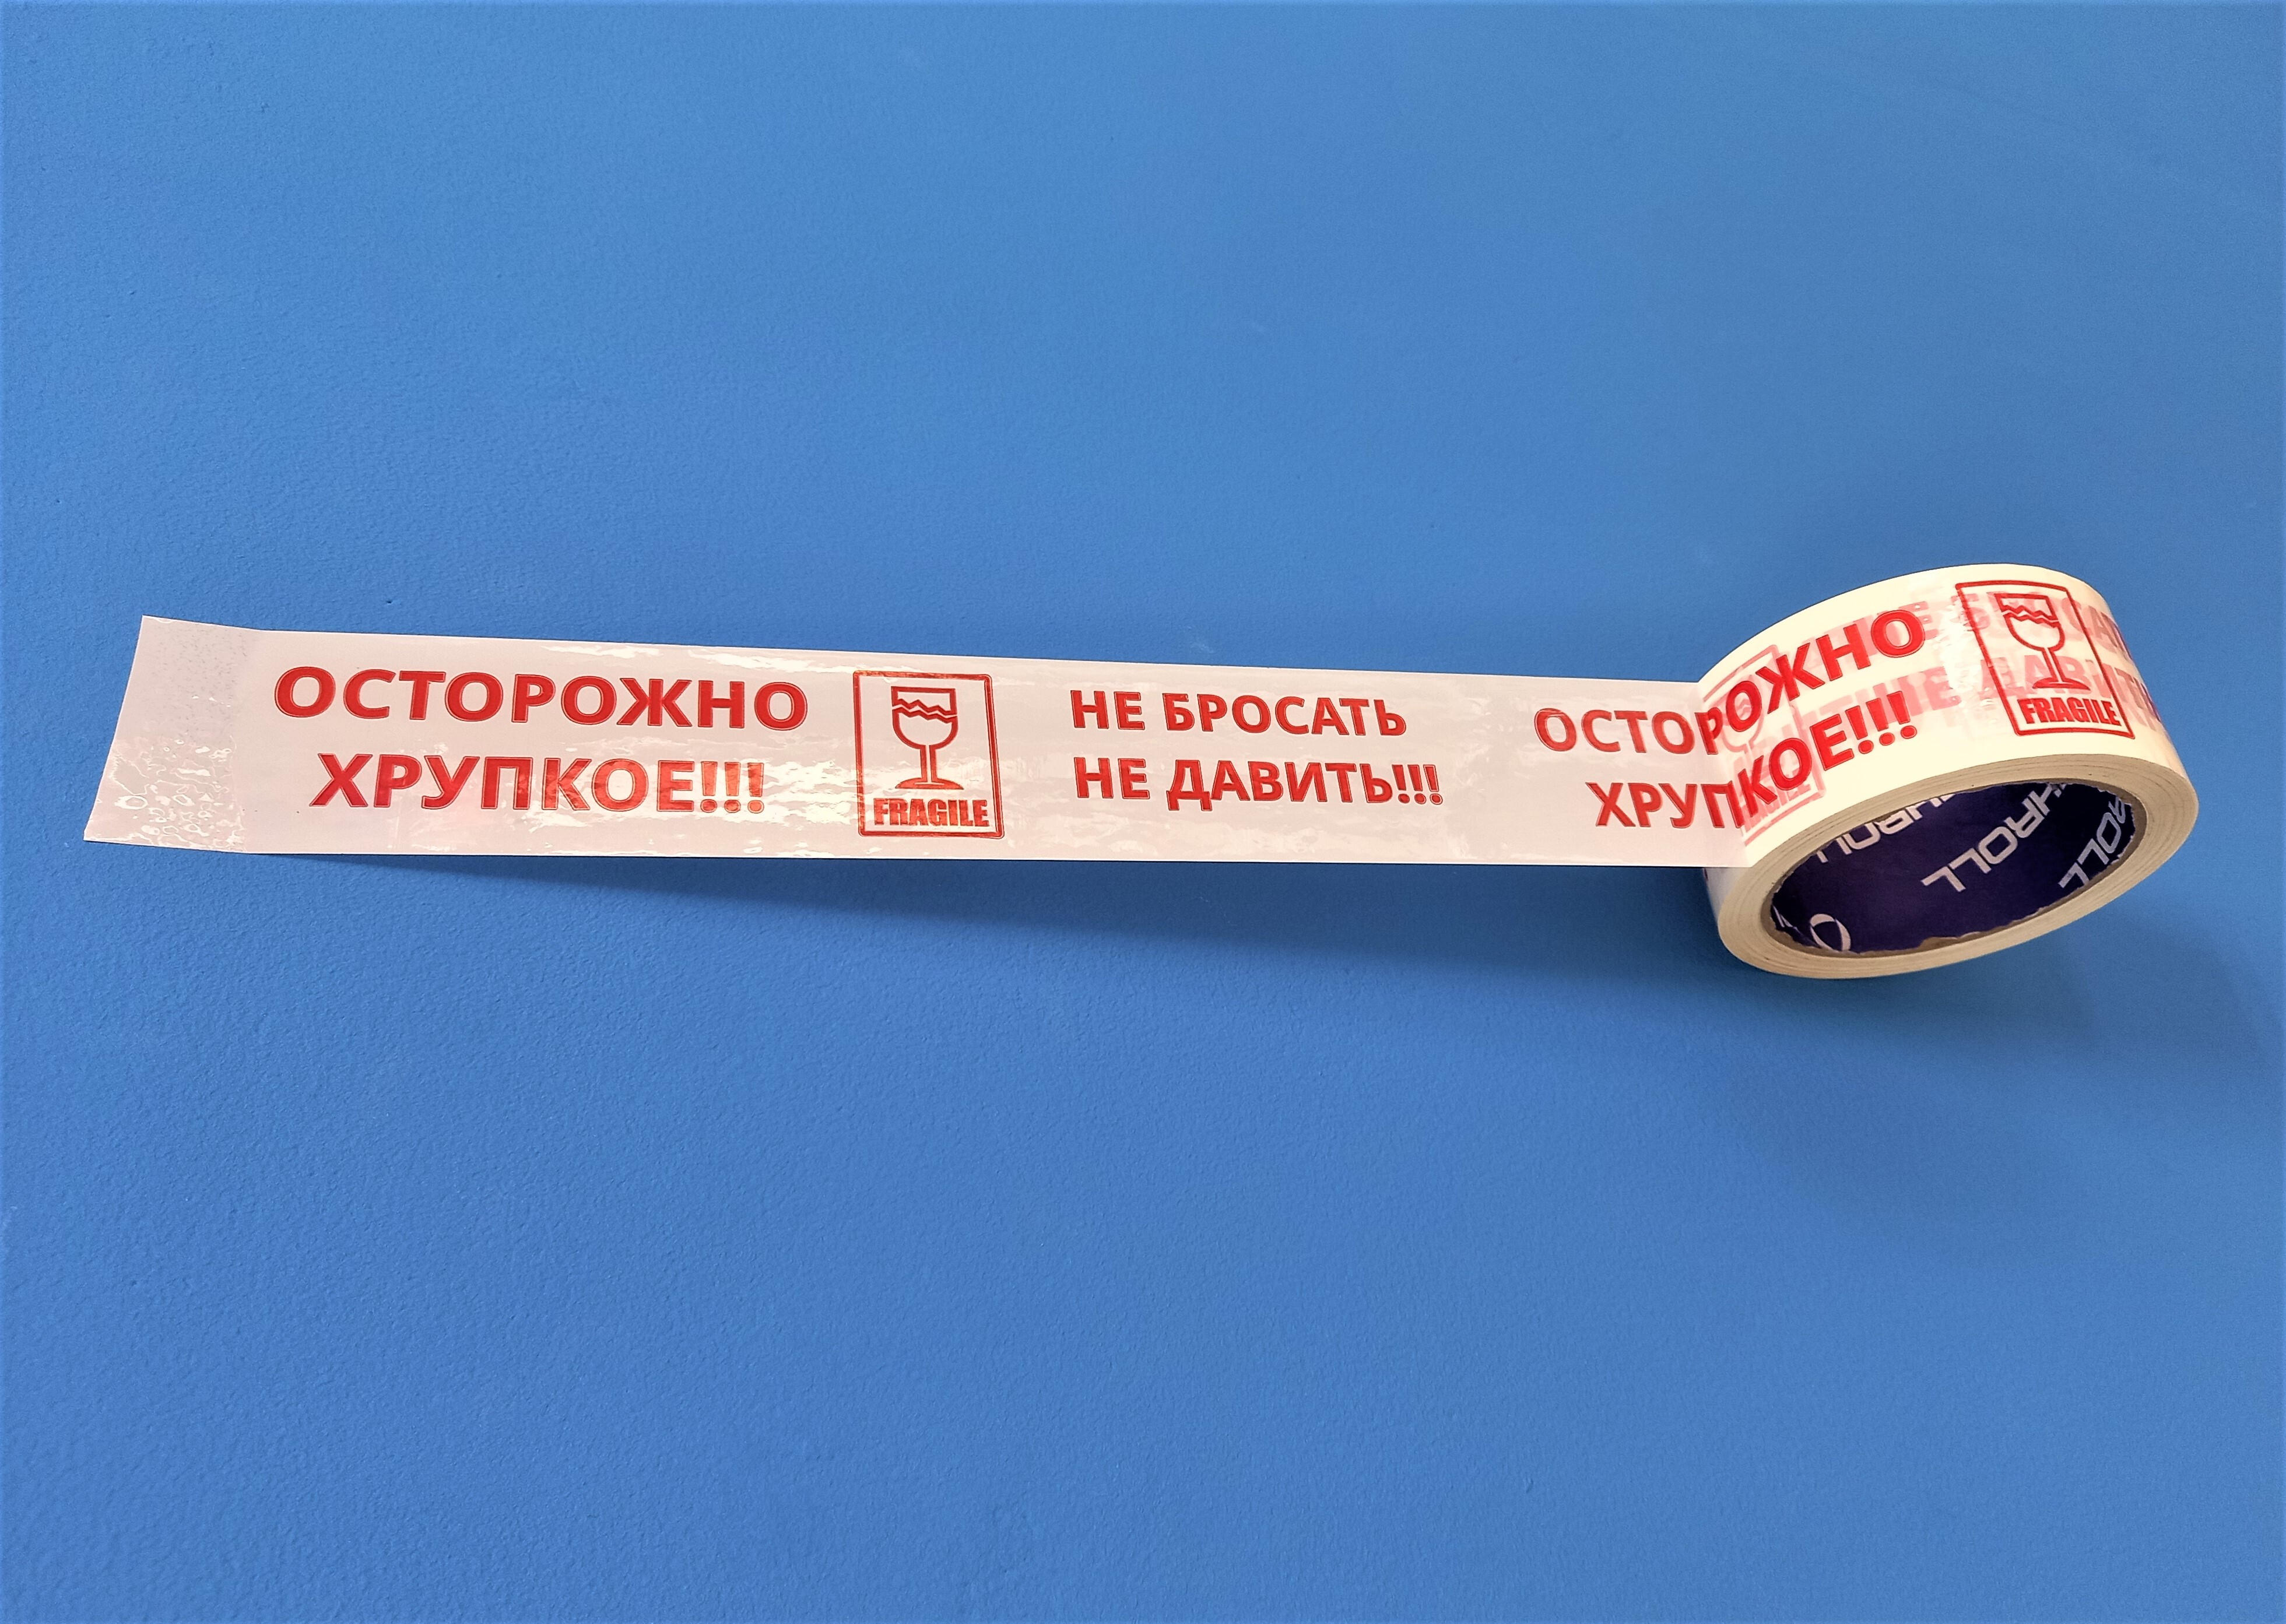 ОСТОРОЖНО
ХРУПКОЕ!!!
FRAGILE
НЕ БРОСАТЬ
НЕ ДАВИТЬ!!!
ОСТОРОЖНО
ХРУПКОЕ!!!
FRAGILE